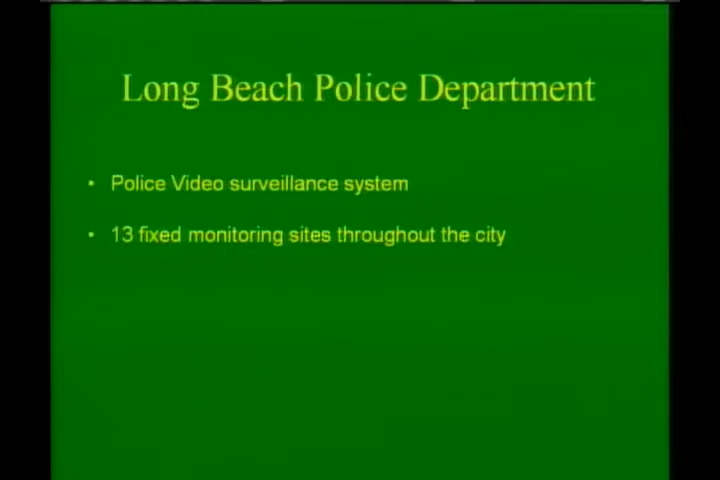 Long Beach Police Department
• Police Video surveillance system
• 13 fixed monitoring sites throughout the city